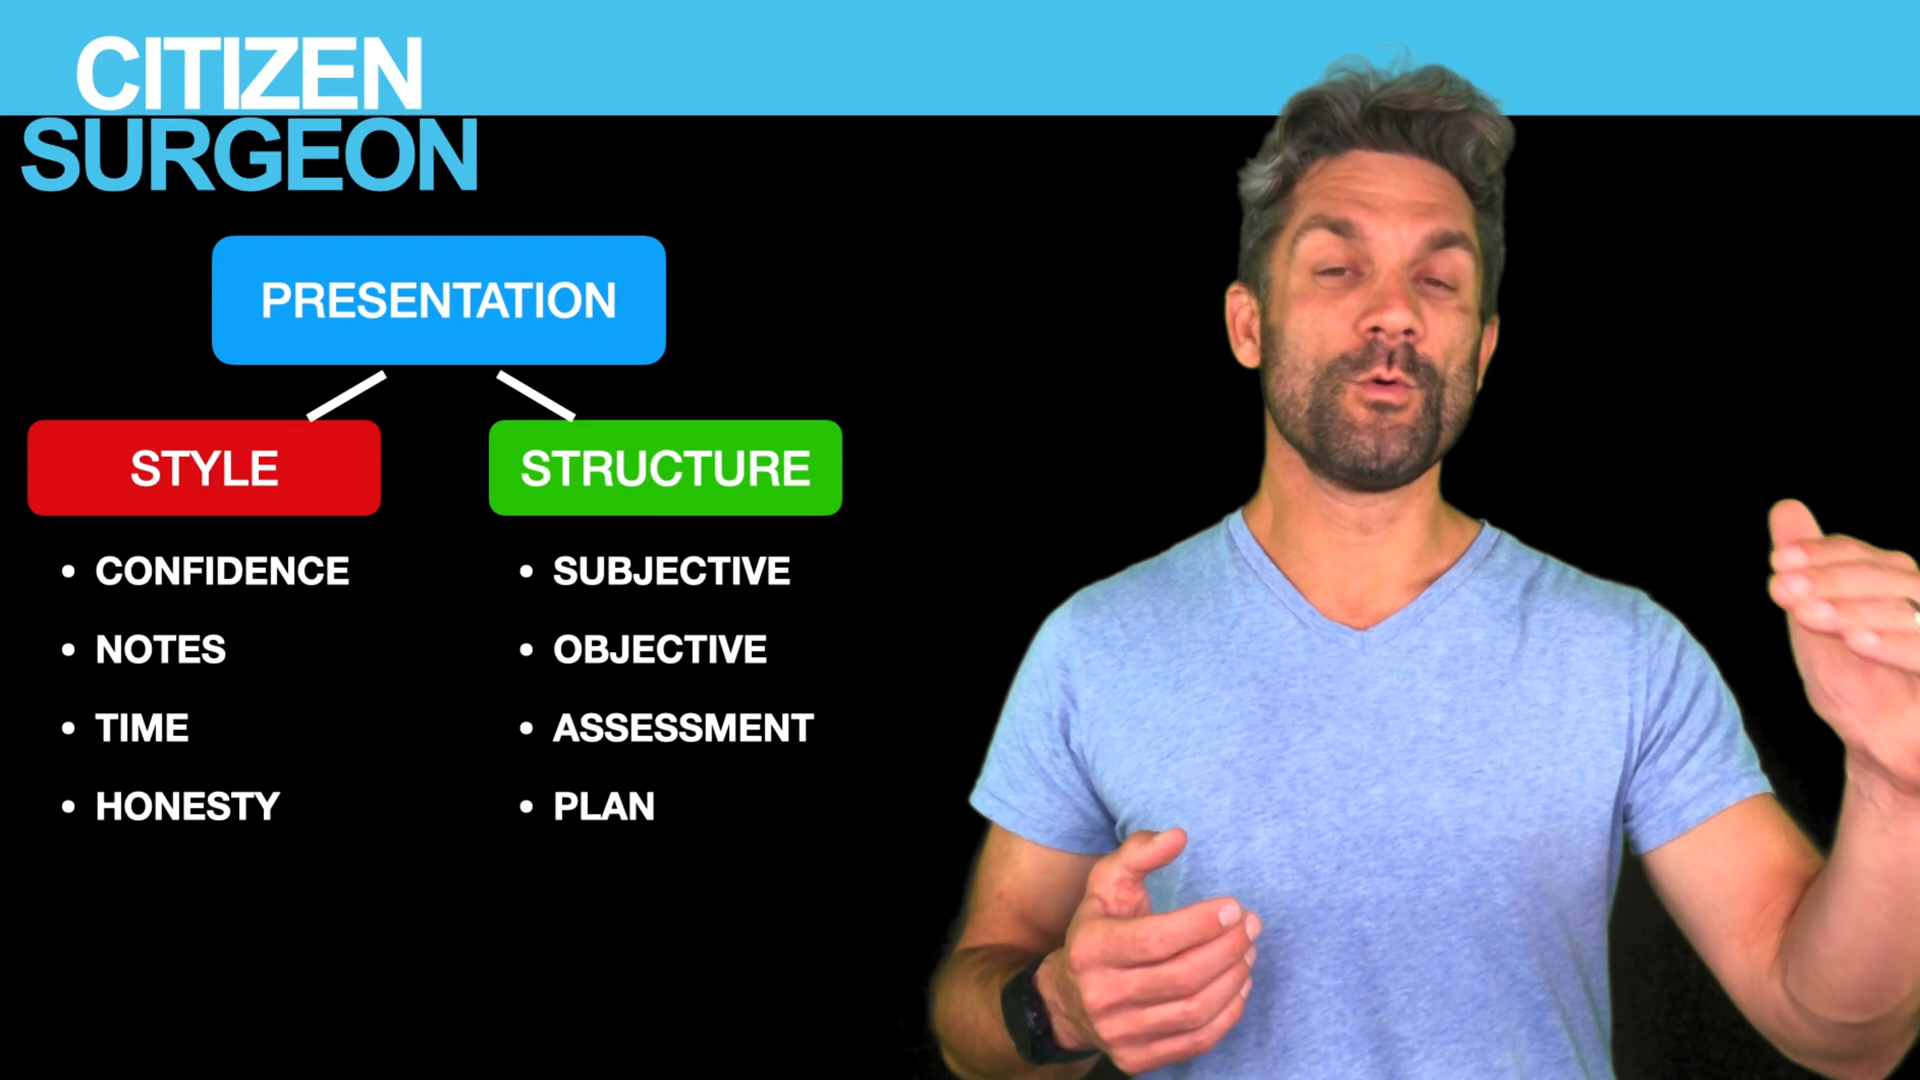 CITIZEN
SURGEON
PRESENTATION
STYLE
• CONFIDENCE
• NOTES
• TIME
• HONESTY
STRUCTURE
• SUBJECTIVE
• OBJECTIVE
• ASSESSMENT
• PLAN